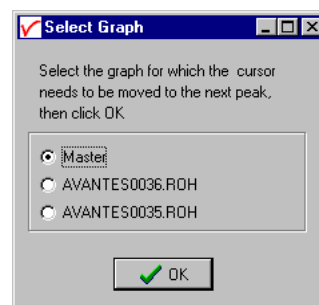 Select Graph
Select the graph for which the cursor
needs to be moved to the next peak,
then click OK
Master
AVANTES0036.ROH
AVANTES0035.ROH
OK